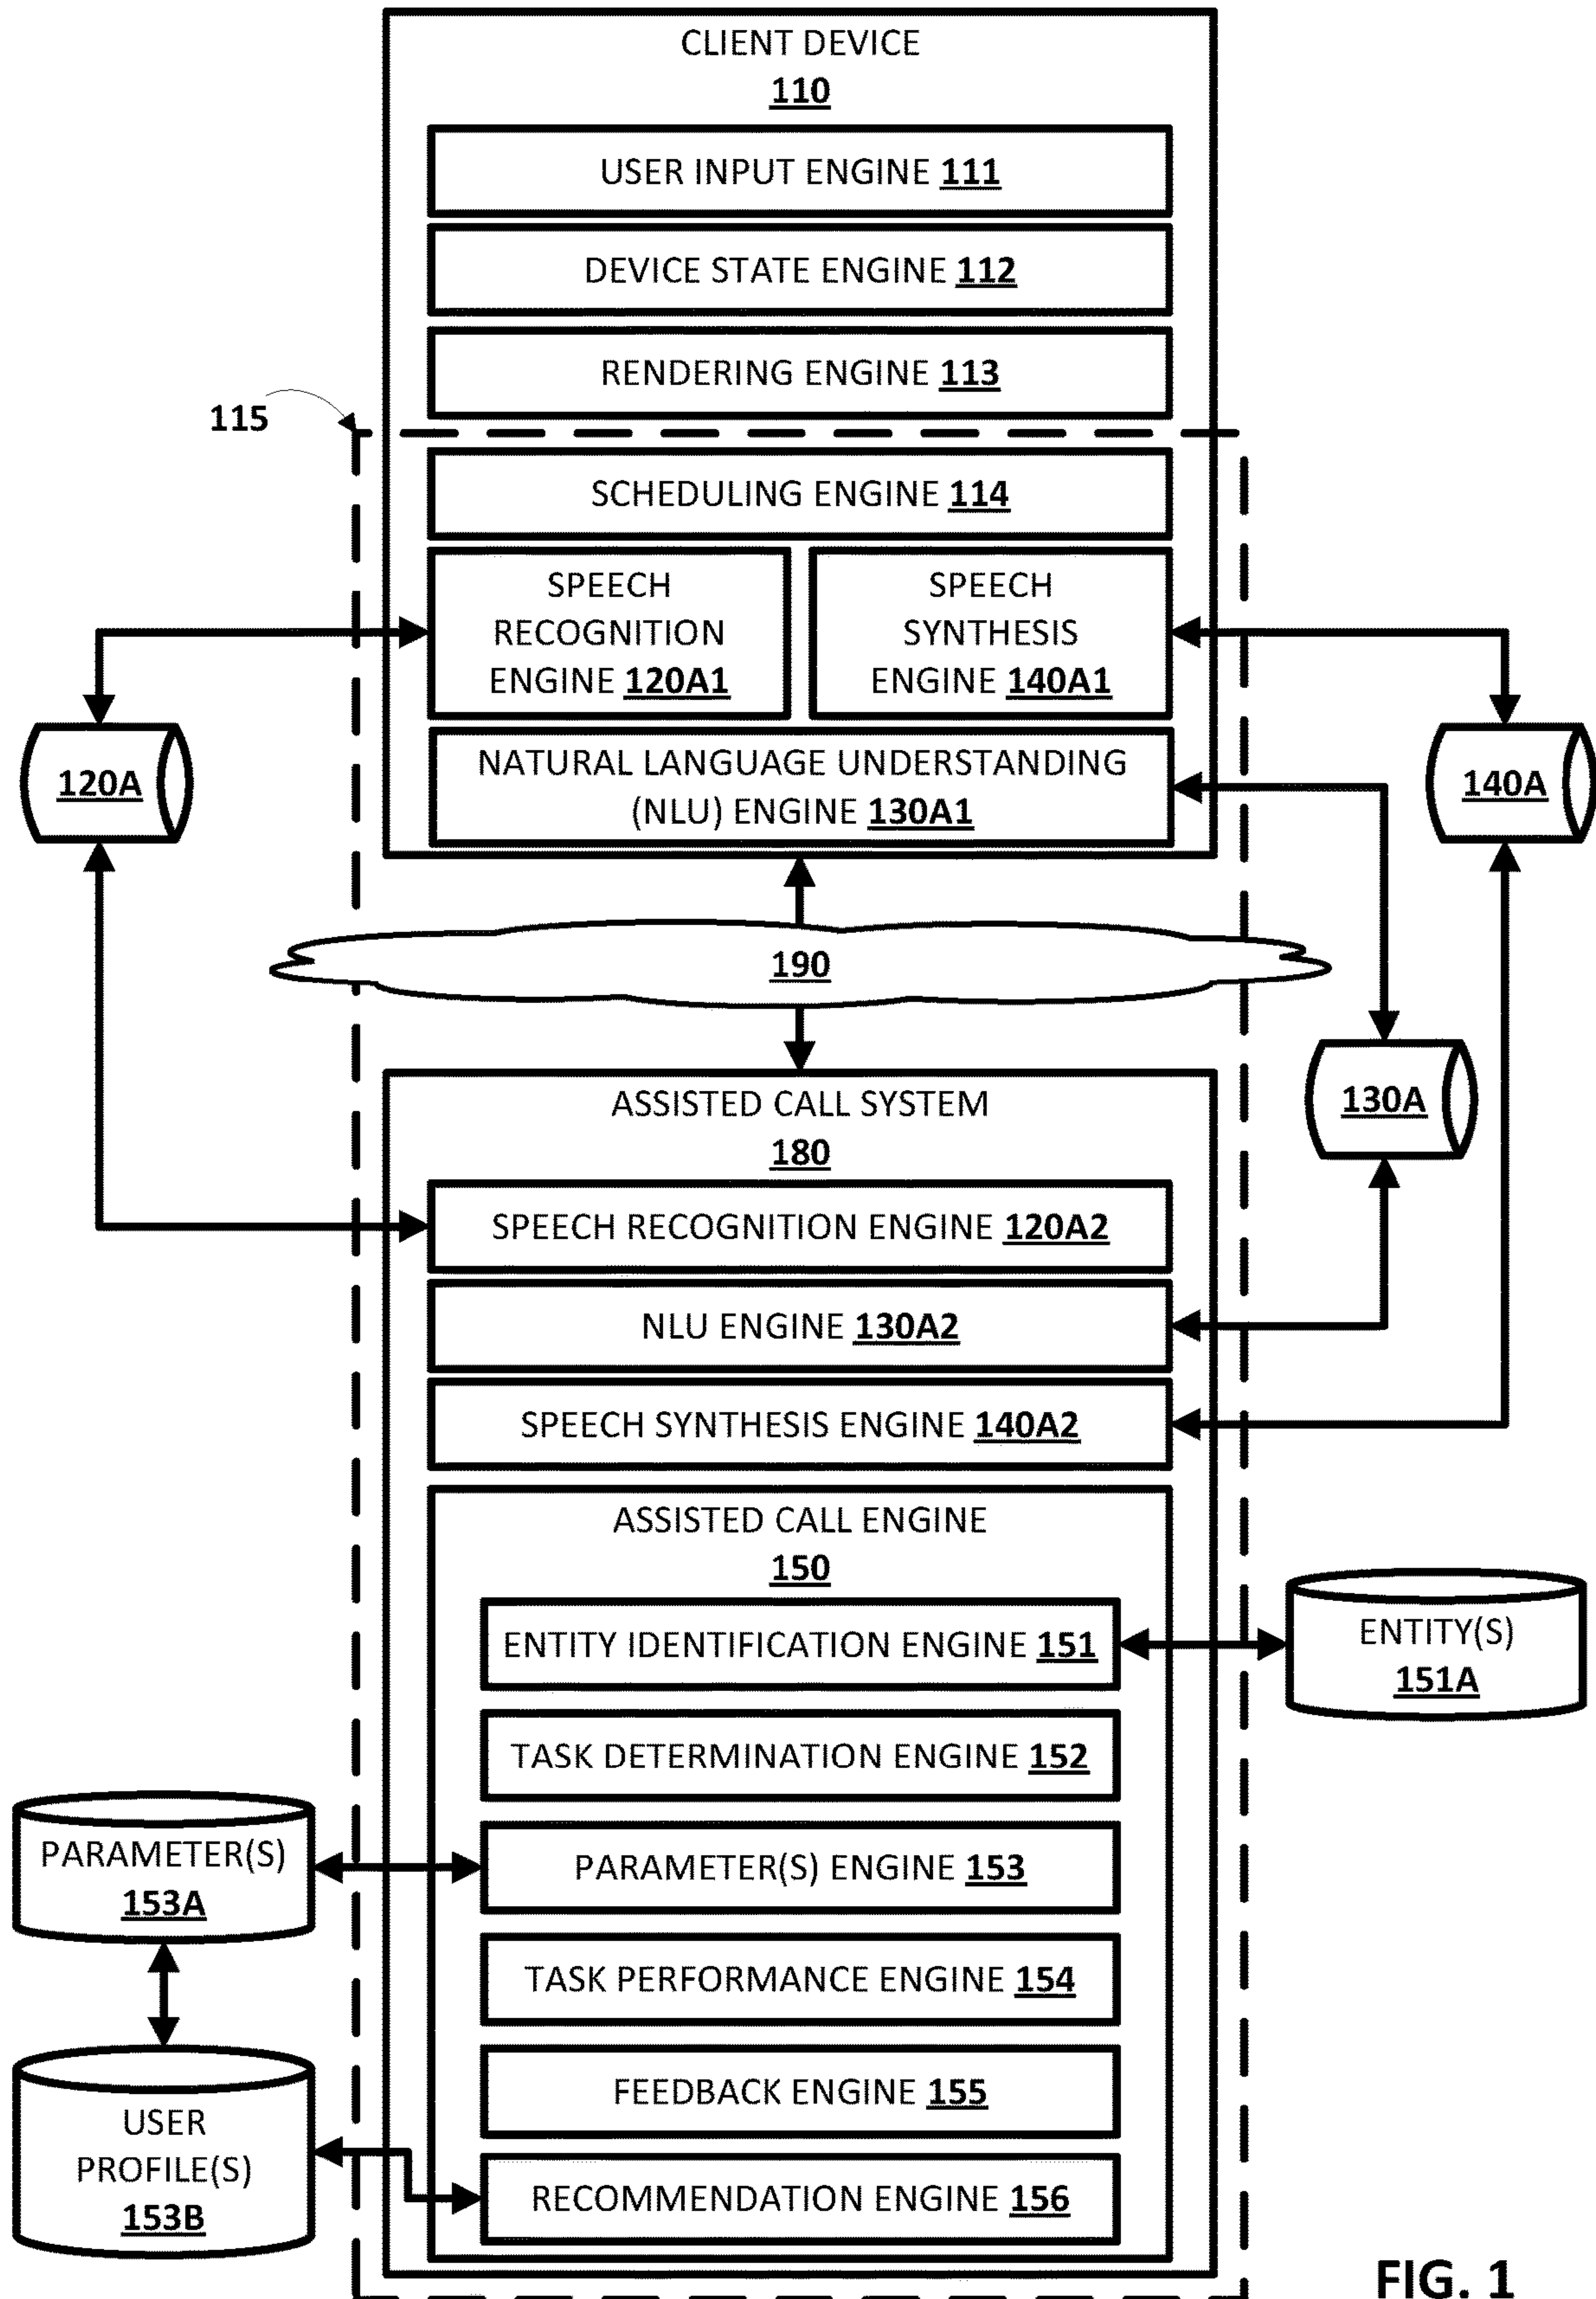 CLIENT DEVICE
110
USER INPUT ENGINE 111
DEVICE STATE ENGINE 112
RENDERING ENGINE 113
115
SCHEDULING ENGINE 114
SPEECH
RECOGNITION
ENGINE 120A1
SPEECH
SYNTHESIS
ENGINE 140A1
120A
NATURAL LANGUAGE UNDERSTANDING
(NLU) ENGINE 130A1
140A
190
130A
ASSISTED CALL SYSTEM
180
SPEECH RECOGNITION ENGINE 120A2
NLU ENGINE 130A2
SPEECH SYNTHESIS ENGINE 140A2
ASSISTED CALL ENGINE
150
ENTITY IDENTIFICATION ENGINE 151
ENTITY(S)
151A
TASK DETERMINATION ENGINE 152
PARAMETER(S)
153A
PARAMETER(S) ENGINE 153
TASK PERFORMANCE ENGINE 154
FEEDBACK ENGINE 155
USER
PROFILE(S)
153B
RECOMMENDATION ENGINE 156
FIG. 1